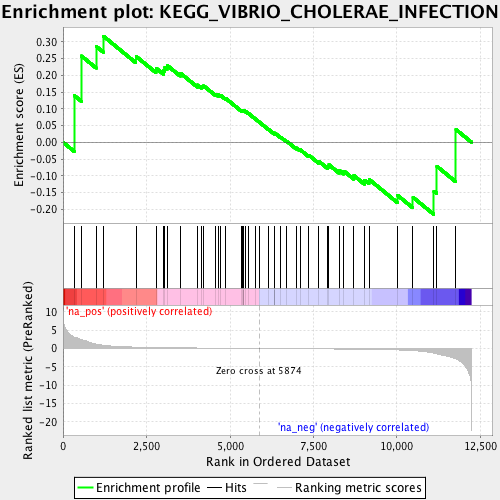 Enrichment plot: KEGG_VIBRIO_CHOLERAE_INFECTION
Enrichment score (ES)
0.30
0.25
0.20
0.15
0.10
0.05
0.00
-0.05
-0.10
-0.15
-0.20
'na_pos' (positively correlated)
Ranked list metric (PreRanked)
10
5
0
-5
-10
-15
-20
Zero cross at 5874
'na_neg' (negatively correlated)
0
2,500
5,000
7,500
10,000
12,500
Rank in Ordered Dataset
Enrichment profile
Hits
Ranking metric scores